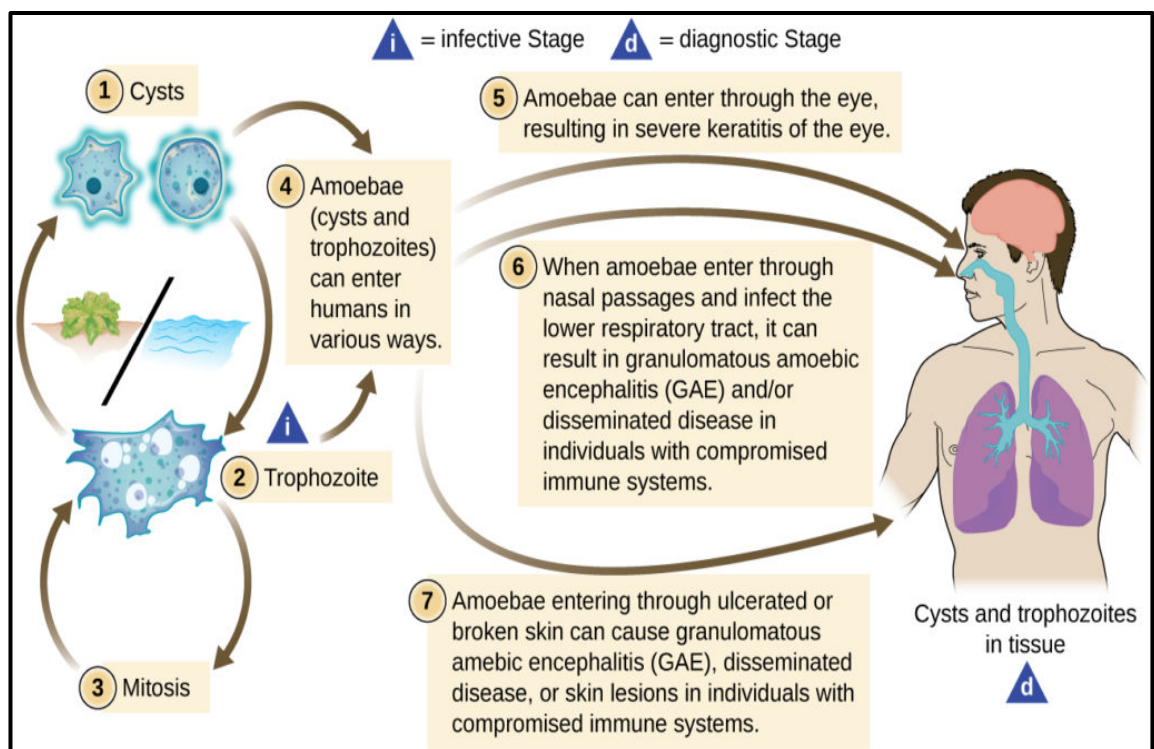 i = infective Stage d = diagnostic Stage
1 Cysts
2 Trophozoite
i
3 Mitosis
4 Amoebae
(cysts and
trophozoites)
can enter
humans in
various ways.
5 Amoebae can enter through the eye,
resulting in severe keratitis of the eye.
6 When amoebae enter through
nasal passages and infect the
lower respiratory tract, it can
result in granulomatous amoebic
encephalitis (GAE) and/or
disseminated disease in
individuals with compromised
immune systems.
7 Amoebae entering through ulcerated or
broken skin can cause granulomatous
amebic encephalitis (GAE), disseminated
disease, or skin lesions in individuals with
compromised immune systems.
Cysts and trophozoites
in tissue
d